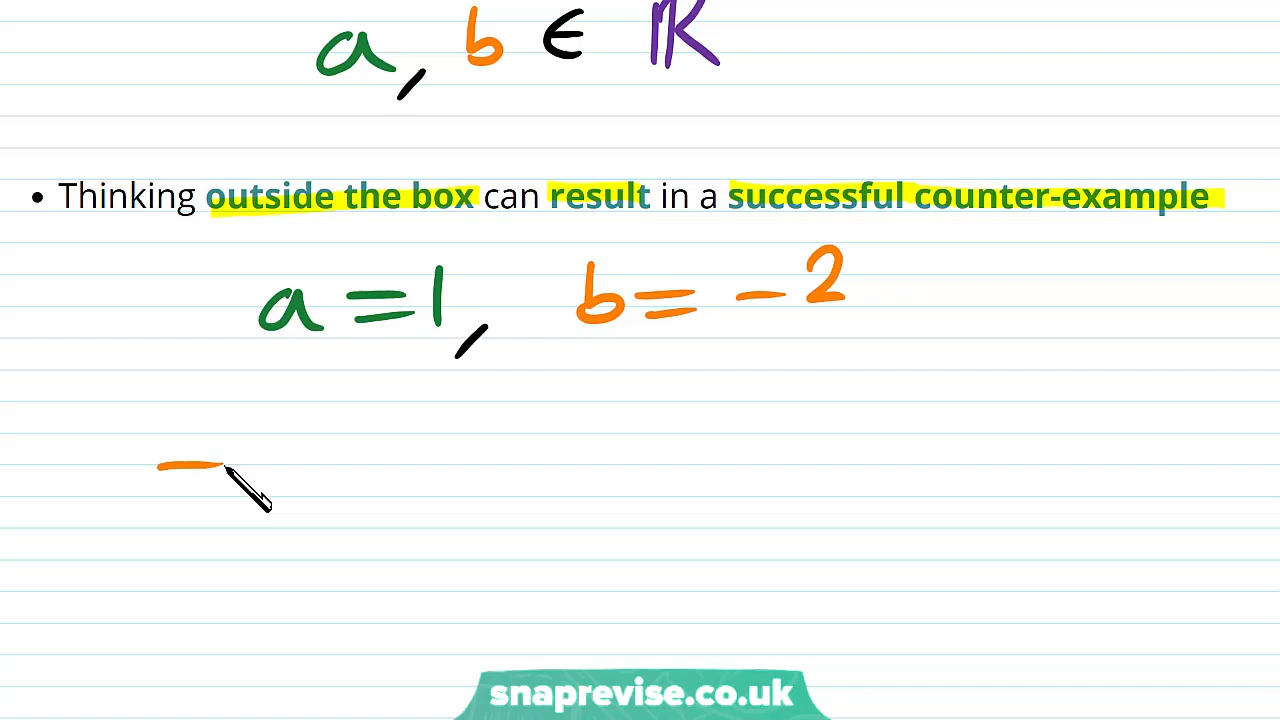 a, b ∈ ℝ
• Thinking outside the box can result in a successful counter-example
a = 1, b = - 2
-
snaprevise.co.uk